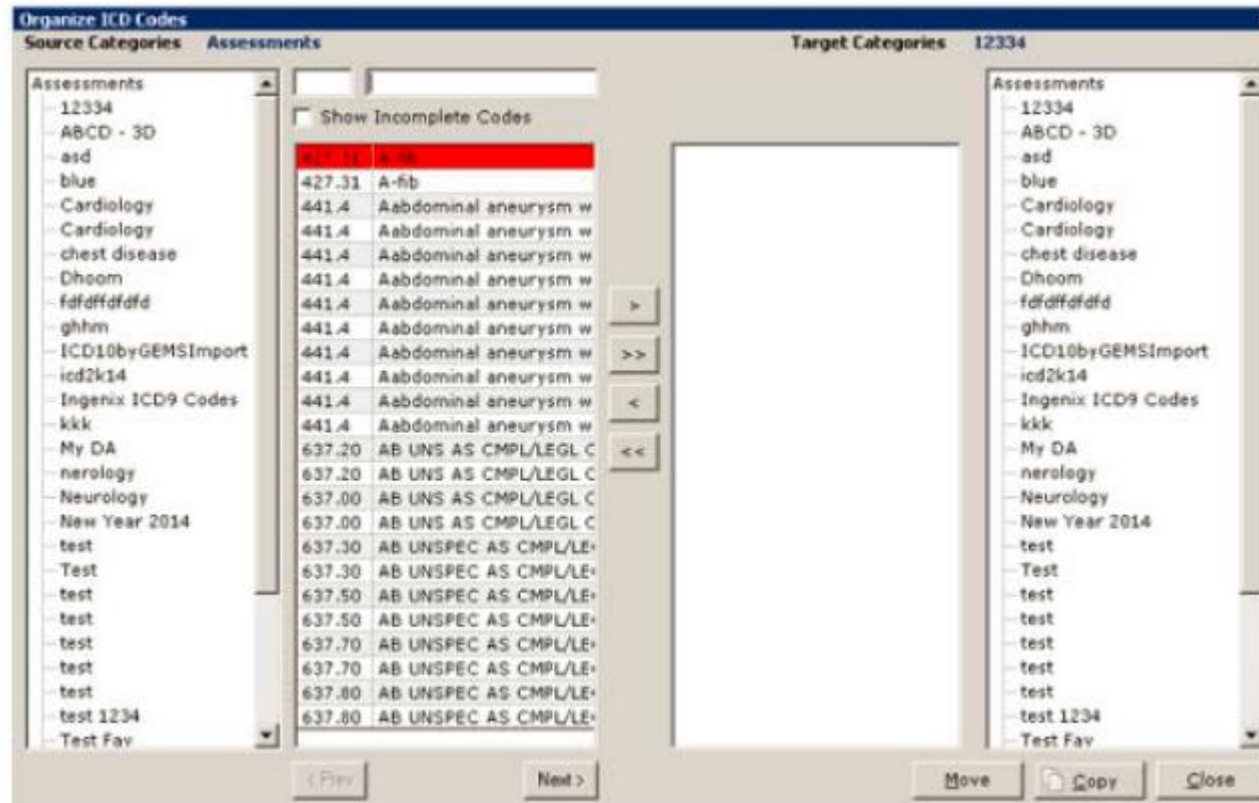 Organize ICD Codes
Source Categories Assessments
Target Categories 12334
Assessments
12334
ABCD - 3D
asd
blue
Cardiology
Cardiology
chest disease
Dhoom
fdfdffdfdfd
ghhm
ICD10byGEMSImport
icd2k14
Ingenix ICD9 Codes
kkk
My DA
nerology
Neurology
New Year 2014
test
Test
test
test
test
test
test
test 1234
Test Fav
Show Incomplete Codes
427.31 A-fib
427.31 A-fib
441.4 Aabdominal aneurysm w
441.4 Aabdominal aneurysm w
441.4 Aabdominal aneurysm w
441.4 Aabdominal aneurysm w
441.4 Aabdominal aneurysm w
441.4 Aabdominal aneurysm w
441.4 Aabdominal aneurysm w
441.4 Aabdominal aneurysm w
441.4 Aabdominal aneurysm w
441.4 Aabdominal aneurysm w
637.20 AB UNS AS CMPL/LEGL C
637.20 AB UNS AS CMPL/LEGL C
637.00 AB UNS AS CMPL/LEGL C
637.00 AB UNS AS CMPL/LEGL C
637.30 AB UNSPEC AS CMPL/LE
637.30 AB UNSPEC AS CMPL/LE
637.50 AB UNSPEC AS CMPL/LE
637.50 AB UNSPEC AS CMPL/LE
637.70 AB UNSPEC AS CMPL/LE
637.70 AB UNSPEC AS CMPL/LE
637.80 AB UNSPEC AS CMPL/LE
637.80 AB UNSPEC AS CMPL/LE
< Prev
Next >
>
>>
<
<<
Assessments
12334
ABCD - 3D
asd
blue
Cardiology
Cardiology
chest disease
Dhoom
fdfdffdfdfd
ghhm
ICD10byGEMSImport
icd2k14
Ingenix ICD9 Codes
kkk
My DA
nerology
Neurology
New Year 2014
test
Test
test
test
test
test
test
test 1234
Test Fav
Move
Copy
Close